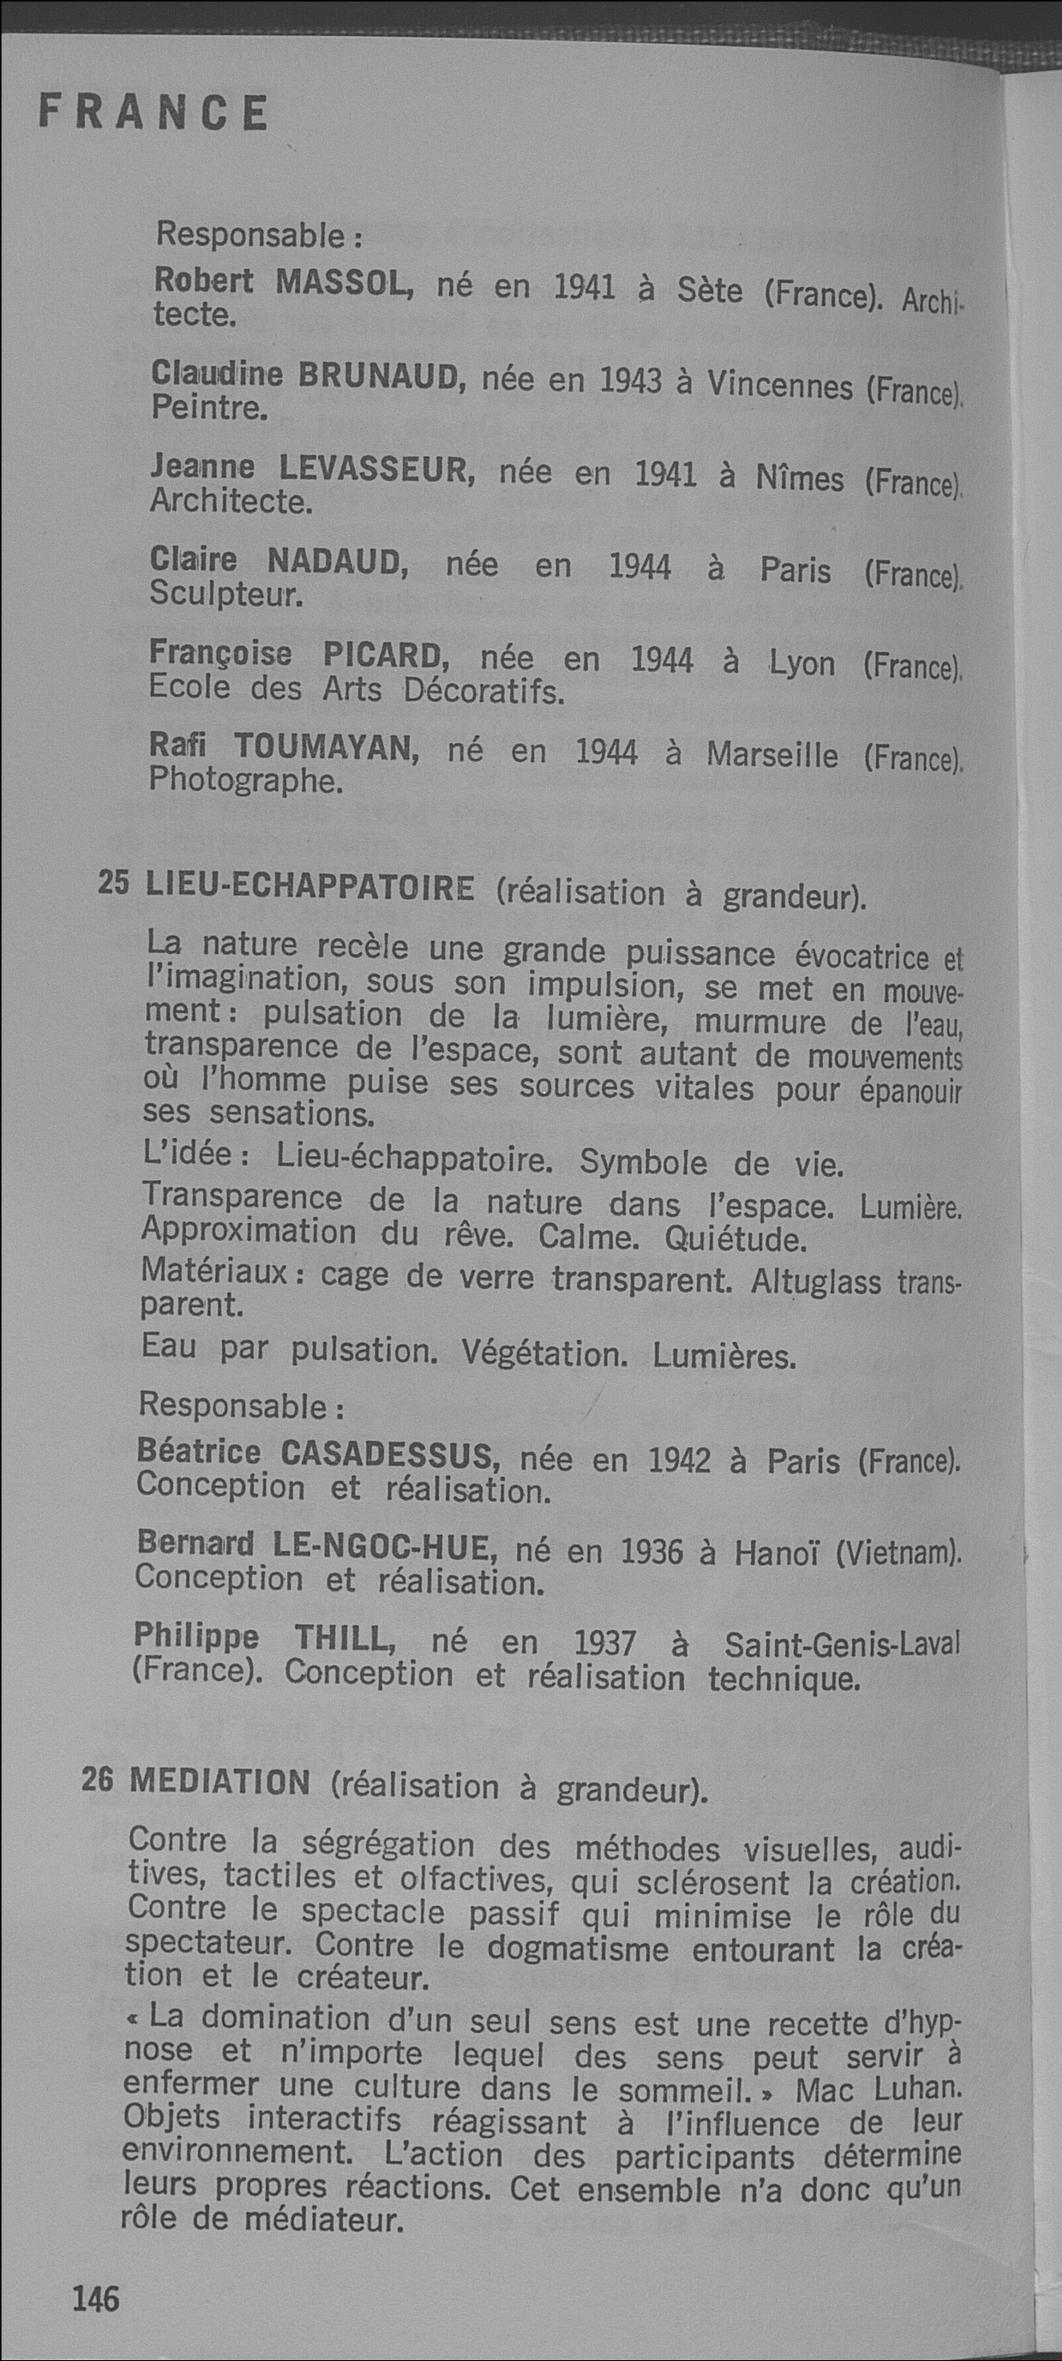 FRANCE
Responsable :
Robert MASSOL, né en 1941 à Sète (France). Archi-
tecte.
Claudine BRUNAUD, née en 1943 à Vincennes (France).
Peintre.
Jeanne LEVASSEUR, née en 1941 à Nîmes (France).
Architecte.
Claire NADAUD, née en 1944 à Paris (France).
Sculpteur.
Françoise PICARD, née en 1944 à Lyon (France).
Ecole des Arts Décoratifs.
Rafi TOUMAYAN, né en 1944 à Marseille (France).
Photographe.
25 LIEU-ECHAPPATOIRE (réalisation à grandeur).
La nature recèle une grande puissance évocatrice et
l'imagination, sous son impulsion, se met en mouve-
ment : pulsation de la lumière, murmure de l'eau,
transparence de l'espace, sont autant de mouvements
où l'homme puise ses sources vitales pour épanouir
ses sensations.
L'idée : Lieu-échappatoire. Symbole de vie.
Transparence de la nature dans l'espace. Lumière.
Approximation du rêve. Calme. Quiétude.
Matériaux : cage de verre transparent. Altuglass trans-
parent.
Eau par pulsation. Végétation. Lumières.
Responsable :
Béatrice CASADESSUS, née en 1942 à Paris (France).
Conception et réalisation.
Bernard LE-NGOC-HUE, né en 1936 à Hanoï (Vietnam).
Conception et réalisation.
Philippe THILL, né en 1937 à Saint-Genis-Laval
(France). Conception et réalisation technique.
26 MEDIATION (réalisation à grandeur).
Contre la ségrégation des méthodes visuelles, audi-
tives, tactiles et olfactives, qui sclérosent la création.
Contre le spectacle passif qui minimise le rôle du
spectateur. Contre le dogmatisme entourant la créa-
tion et le créateur.
« La domination d'un seul sens est une recette d'hyp-
nose et n'importe lequel des sens peut servir à
enfermer une culture dans le sommeil. » Mac Luhan.
Objets interactifs réagissant à l'influence de leur
environnement. L'action des participants détermine
leurs propres réactions. Cet ensemble n'a donc qu'un
rôle de médiateur.
146